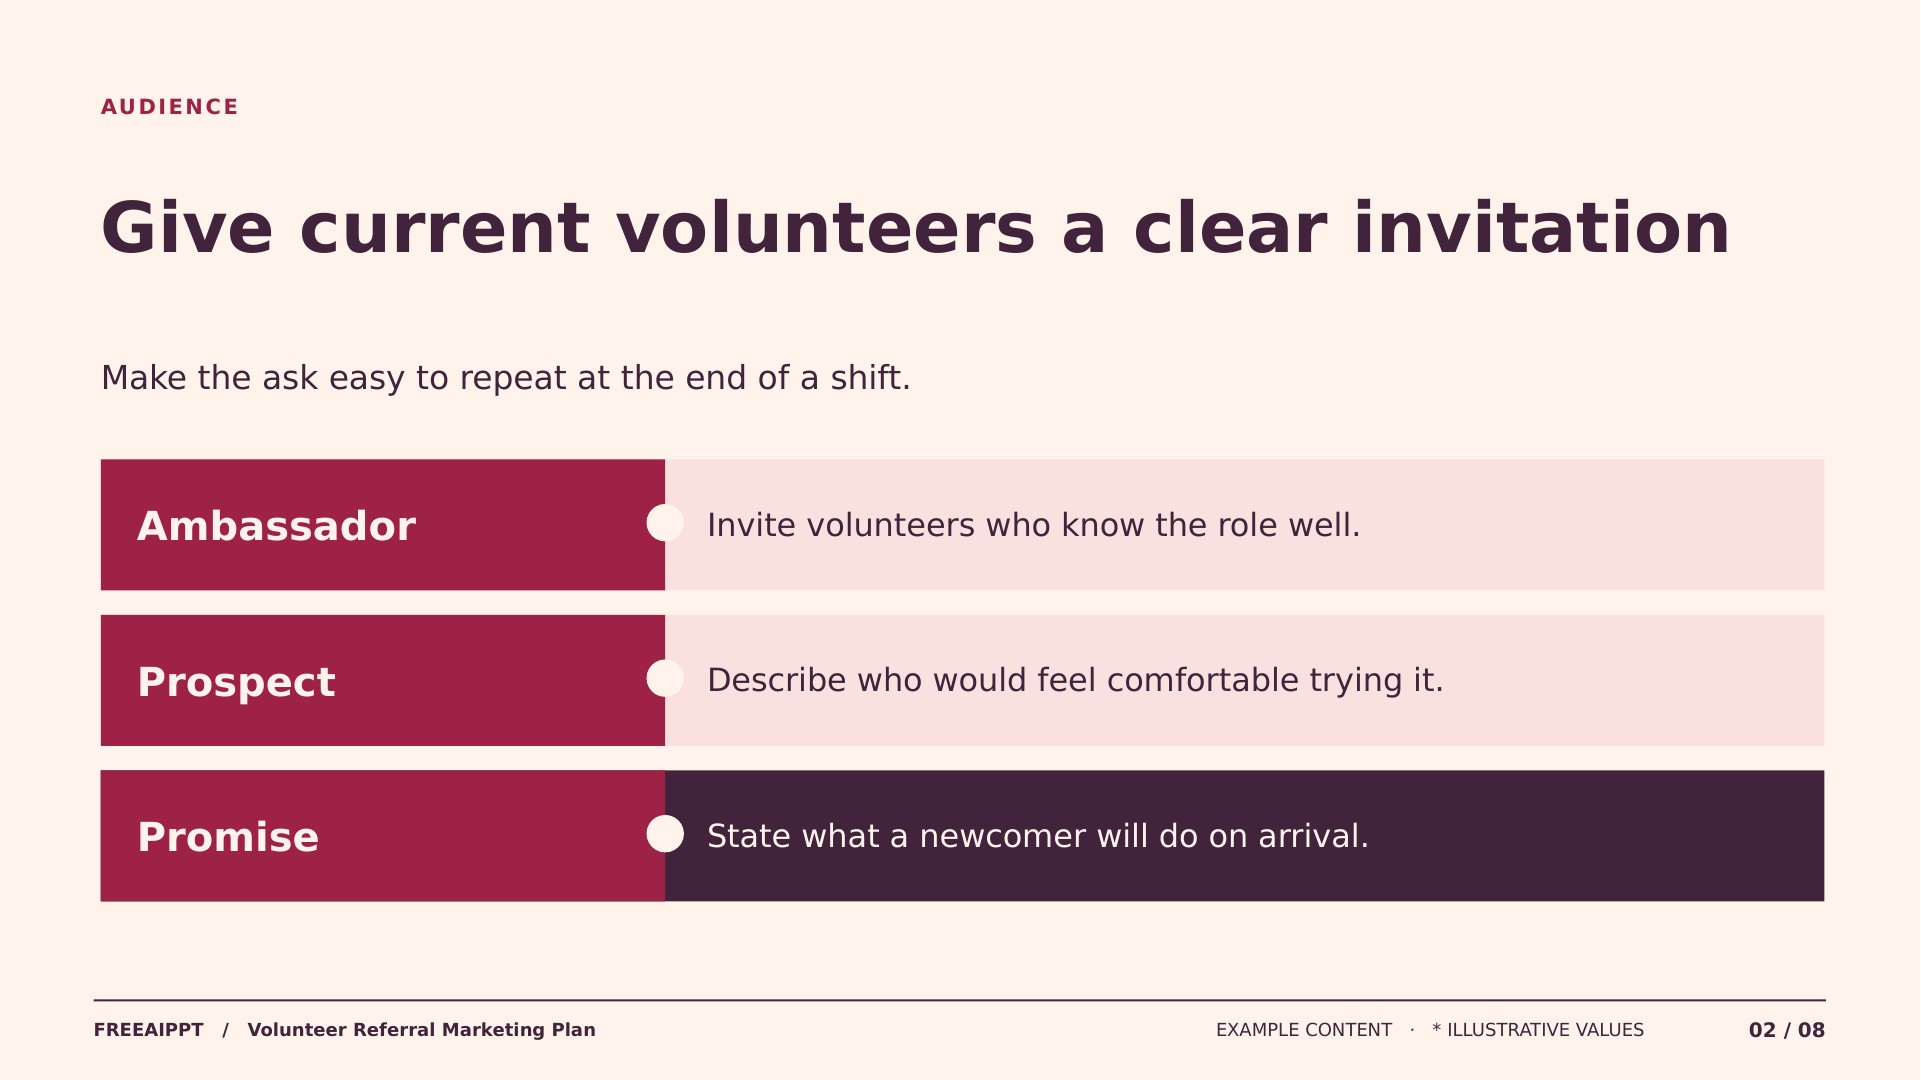 AUDIENCE
Give current volunteers a clear invitation
Make the ask easy to repeat at the end of a shift.
Ambassador
Invite volunteers who know the role well.
Prospect
Describe who would feel comfortable trying it.
Promise
State what a newcomer will do on arrival.
FREEAIPPT / Volunteer Referral Marketing Plan
EXAMPLE CONTENT · * ILLUSTRATIVE VALUES
02 / 08